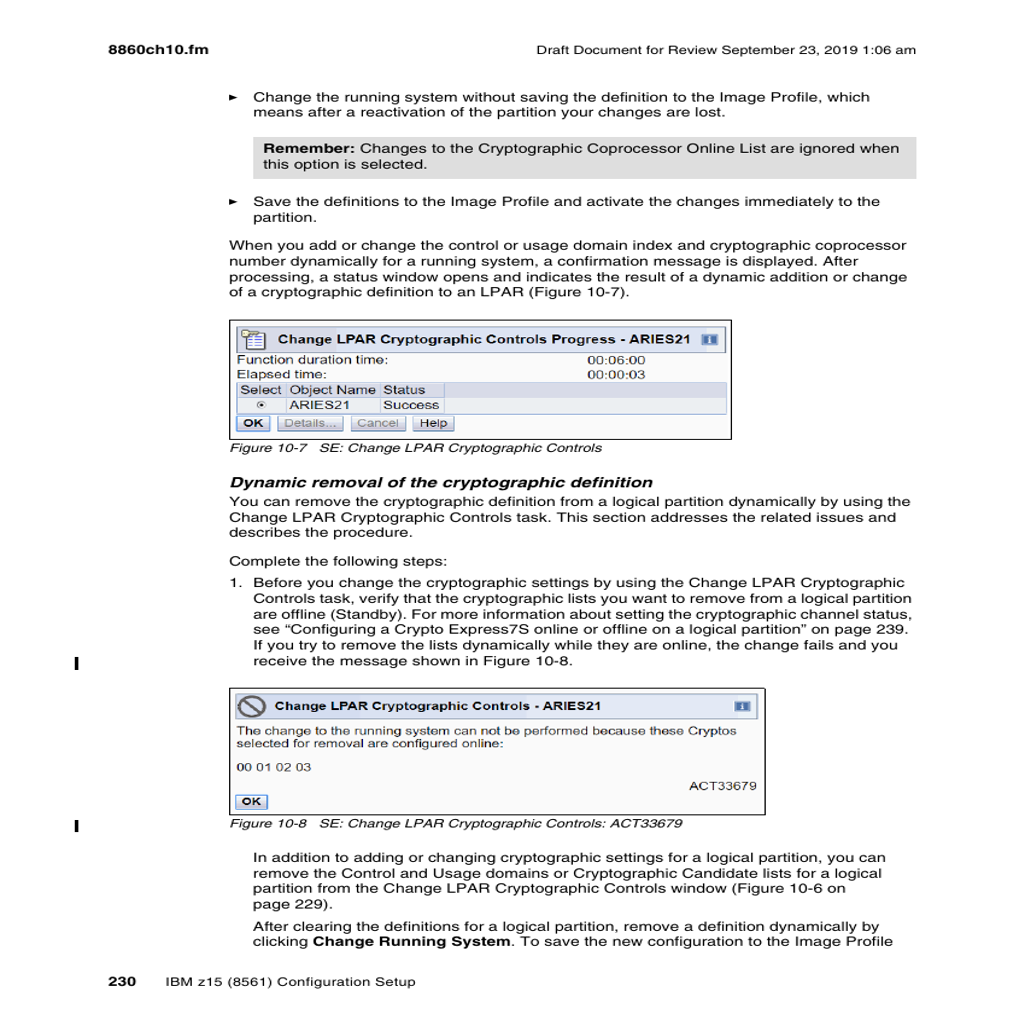 8860ch10.fm
Draft Document for Review September 23, 2019 1:06 am
► Change the running system without saving the definition to the Image Profile, which
means after a reactivation of the partition your changes are lost.
Remember: Changes to the Cryptographic Coprocessor Online List are ignored when
this option is selected.
► Save the definitions to the Image Profile and activate the changes immediately to the
partition.
When you add or change the control or usage domain index and cryptographic coprocessor
number dynamically for a running system, a confirmation message is displayed. After
processing, a status window opens and indicates the result of a dynamic addition or change
of a cryptographic definition to an LPAR (Figure 10-7).
Change LPAR Cryptographic Controls Progress - ARIES21
Function duration time: 00:06:00
Elapsed time: 00:00:03
Select Object Name Status
ARIES21 Success
OK Details... Cancel Help
Figure 10-7 SE: Change LPAR Cryptographic Controls
Dynamic removal of the cryptographic definition
You can remove the cryptographic definition from a logical partition dynamically by using the
Change LPAR Cryptographic Controls task. This section addresses the related issues and
describes the procedure.
Complete the following steps:
1. Before you change the cryptographic settings by using the Change LPAR Cryptographic
Controls task, verify that the cryptographic lists you want to remove from a logical partition
are offline (Standby). For more information about setting the cryptographic channel status,
see “Configuring a Crypto Express7S online or offline on a logical partition” on page 239.
If you try to remove the lists dynamically while they are online, the change fails and you
receive the message shown in Figure 10-8.
Change LPAR Cryptographic Controls - ARIES21
The change to the running system can not be performed because these Cryptos
selected for removal are configured online:
00 01 02 03
ACT33679
OK
Figure 10-8 SE: Change LPAR Cryptographic Controls: ACT33679
In addition to adding or changing cryptographic settings for a logical partition, you can
remove the Control and Usage domains or Cryptographic Candidate lists for a logical
partition from the Change LPAR Cryptographic Controls window (Figure 10-6 on
page 229).
After clearing the definitions for a logical partition, remove a definition dynamically by
clicking Change Running System. To save the new configuration to the Image Profile
230 IBM z15 (8561) Configuration Setup